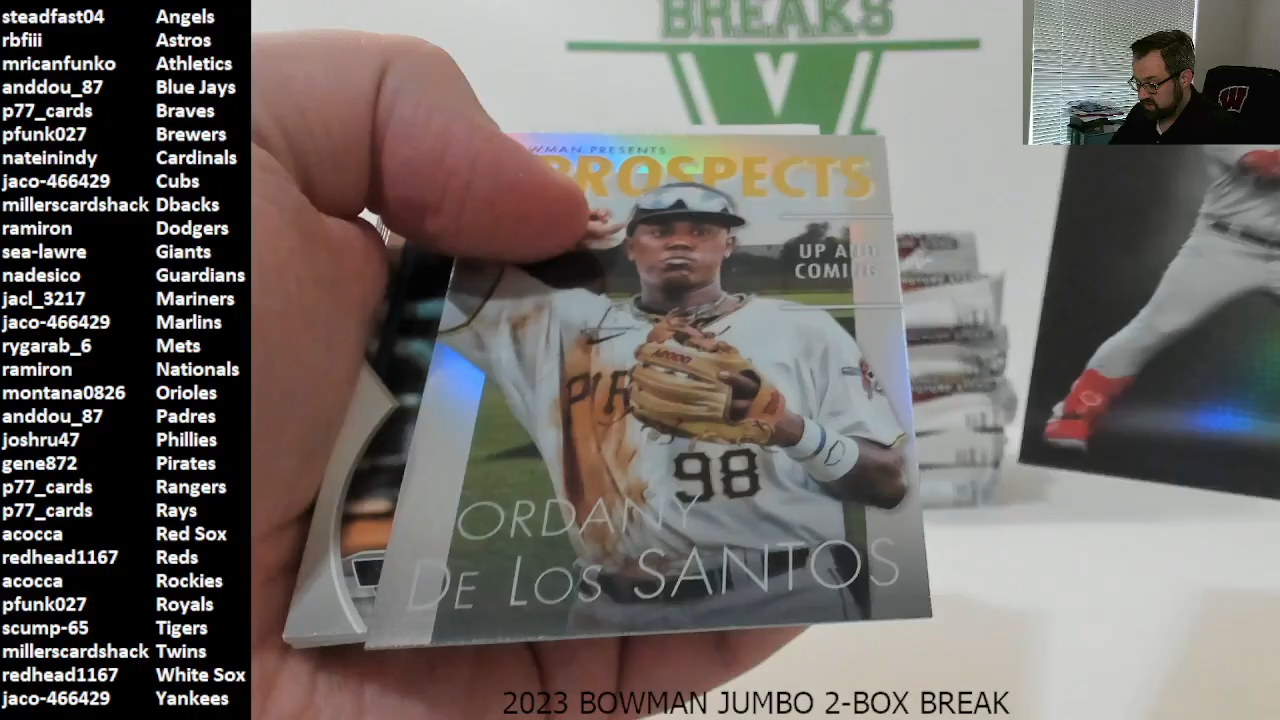 steadfast04 Angels
rbfiii Astros
mricanfunko Athletics
anddou_87 Blue Jays
p77_cards Braves
pfunk027 Brewers
nateinindy Cardinals
jaco-466429 Cubs
millerscardshack Dbacks
ramiron Dodgers
sea-lawre Giants
nadesico Guardians
jacl_3217 Mariners
jaco-466429 Marlins
rygarab_6 Mets
ramiron Nationals
montana0826 Orioles
anddou_87 Padres
joshru47 Phillies
gene872 Pirates
p77_cards Rangers
p77_cards Rays
acocca Red Sox
redhead1167 Reds
acocca Rockies
pfunk027 Royals
scump-65 Tigers
millerscardshack Twins
redhead1167 White Sox
jaco-466429 Yankees
BREAKS
V
WMAN PRESENTS
PROSPECTS
UP AND
COMING
PIR
98
ORDANY
DE LOS SANTOS
W
2023 BOWMAN JUMBO 2-BOX BREAK